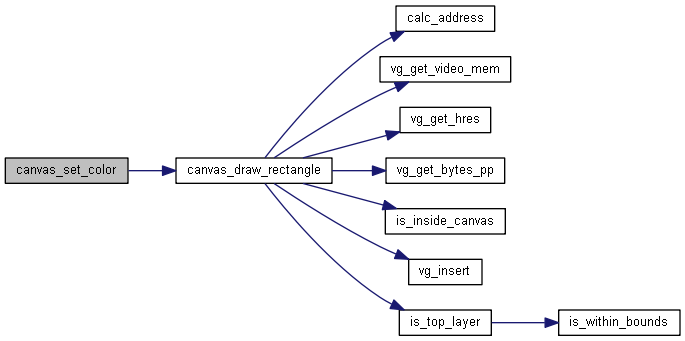 calc_address
vg_get_video_mem
vg_get_hres
canvas_set_color
canvas_draw_rectangle
vg_get_bytes_pp
is_inside_canvas
vg_insert
is_top_layer
is_within_bounds